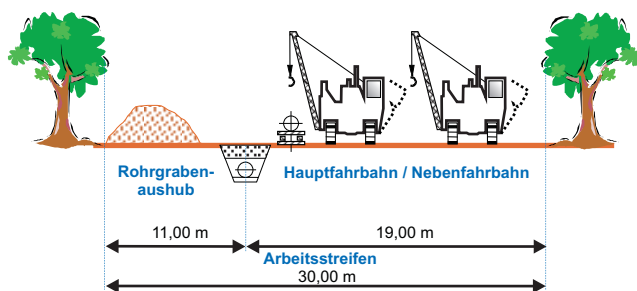 Rohrgraben-
aushub
Hauptfahrbahn / Nebenfahrbahn
11,00 m
19,00 m
Arbeitsstreifen
30,00 m